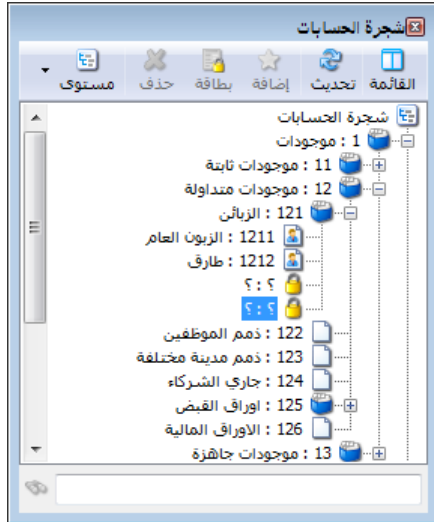 شجرة الحسابات
القائمة تحديث إضافة بطاقة حذف مستوى
شجرة الحسابات
1 : موجودات
11 : موجودات ثابتة
12 : موجودات متداولة
121 : الزبائن
1211 : الزبون العام
1212 : طارق
؟ : ؟
؟ : ؟
122 : ذمم الموظفين
123 : ذمم مدينة مختلفة
124 : جاري الشركاء
125 : اوراق القبض
126 : الاوراق المالية
13 : موجودات جاهزة